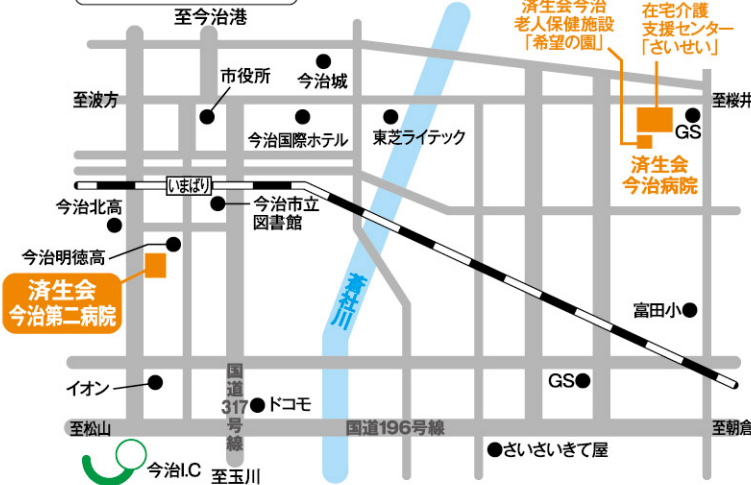 至今治港
済生会今治
老人保健施設
「希望の園」
在宅介護
支援センター
「さいせい」
市役所
今治城
至波方
至桜井
今治国際ホテル
東芝ライテック
GS
済生会
今治病院
いまばり
今治北高
今治市立
図書館
今治明徳高
済生会
今治第二病院
蒼社川
富田小
イオン
国道317号線
ドコモ
GS
至松山
国道196号線
至朝倉
さいさいきて屋
今治I.C
至玉川